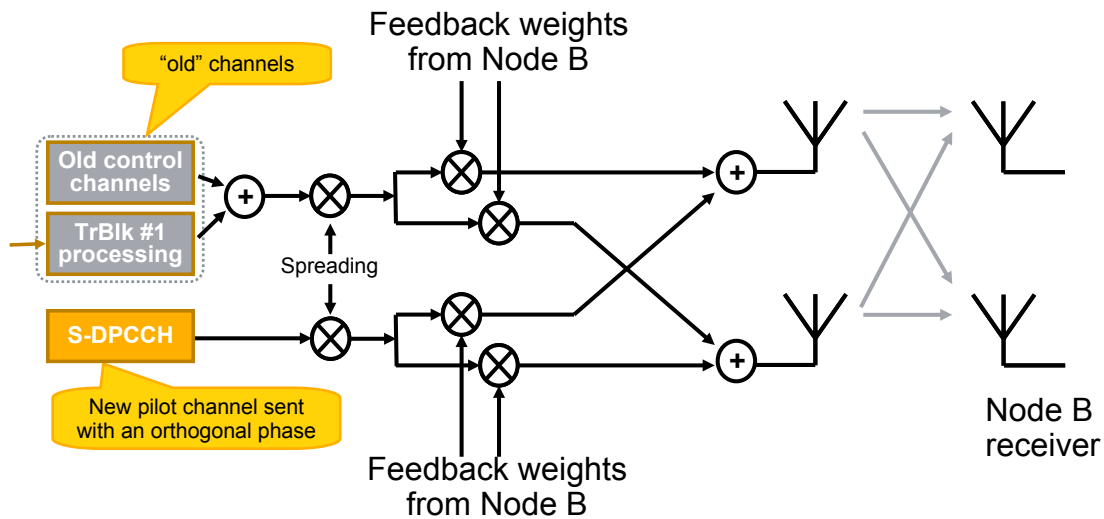 Feedback weights
from Node B
“old” channels
Old control
channels
TrBlk #1
processing
Spreading
S-DPCCH
New pilot channel sent
with an orthogonal phase
Feedback weights
from Node B
Node B
receiver